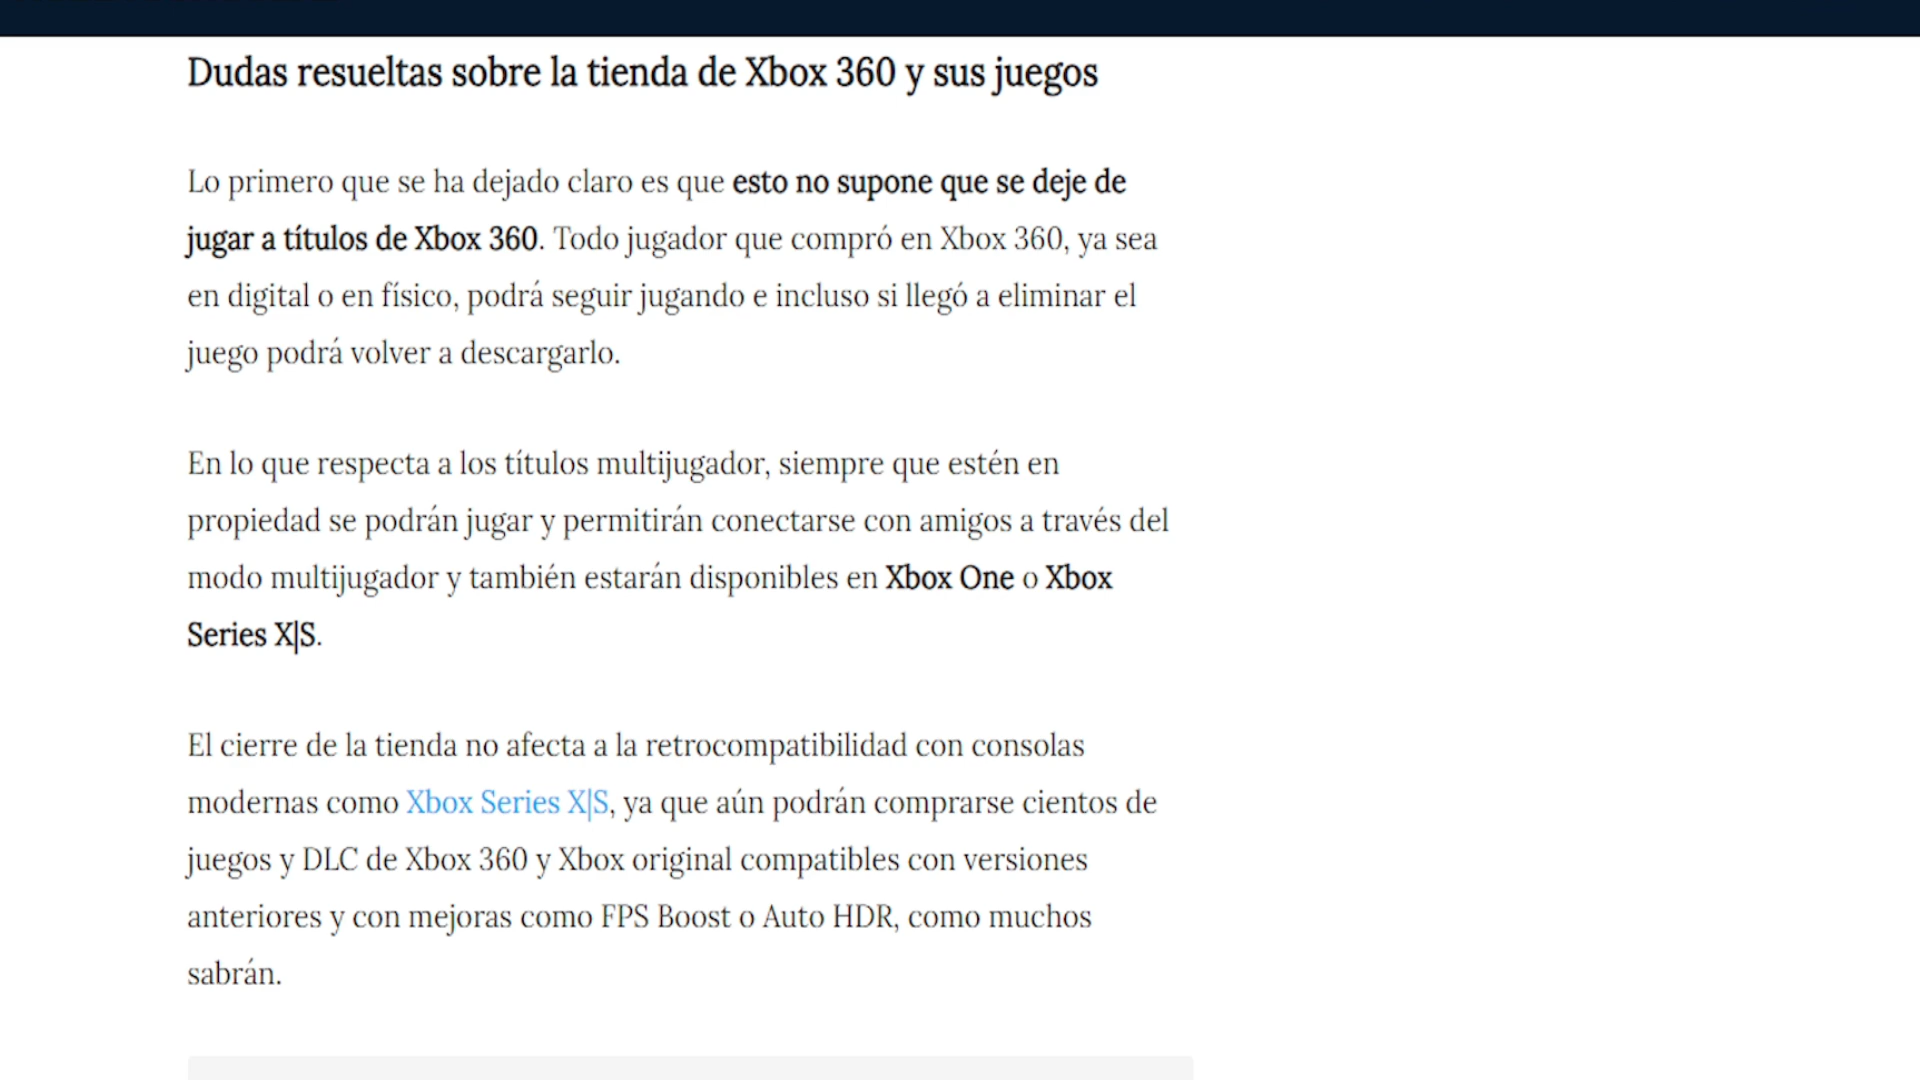 Dudas resueltas sobre la tienda de Xbox 360 y sus juegos
Lo primero que se ha dejado claro es que esto no supone que se deje de
jugar a títulos de Xbox 360. Todo jugador que compró en Xbox 360, ya sea
en digital o en físico, podrá seguir jugando e incluso si llegó a eliminar el
juego podrá volver a descargarlo.
En lo que respecta a los títulos multijugador, siempre que estén en
propiedad se podrán jugar y permitirán conectarse con amigos a través del
modo multijugador y también estarán disponibles en Xbox One o Xbox
Series X|S.
El cierre de la tienda no afecta a la retrocompatibilidad con consolas
modernas como Xbox Series X|S, ya que aún podrán comprarse cientos de
juegos y DLC de Xbox 360 y Xbox original compatibles con versiones
anteriores y con mejoras como FPS Boost o Auto HDR, como muchos
sabrán.